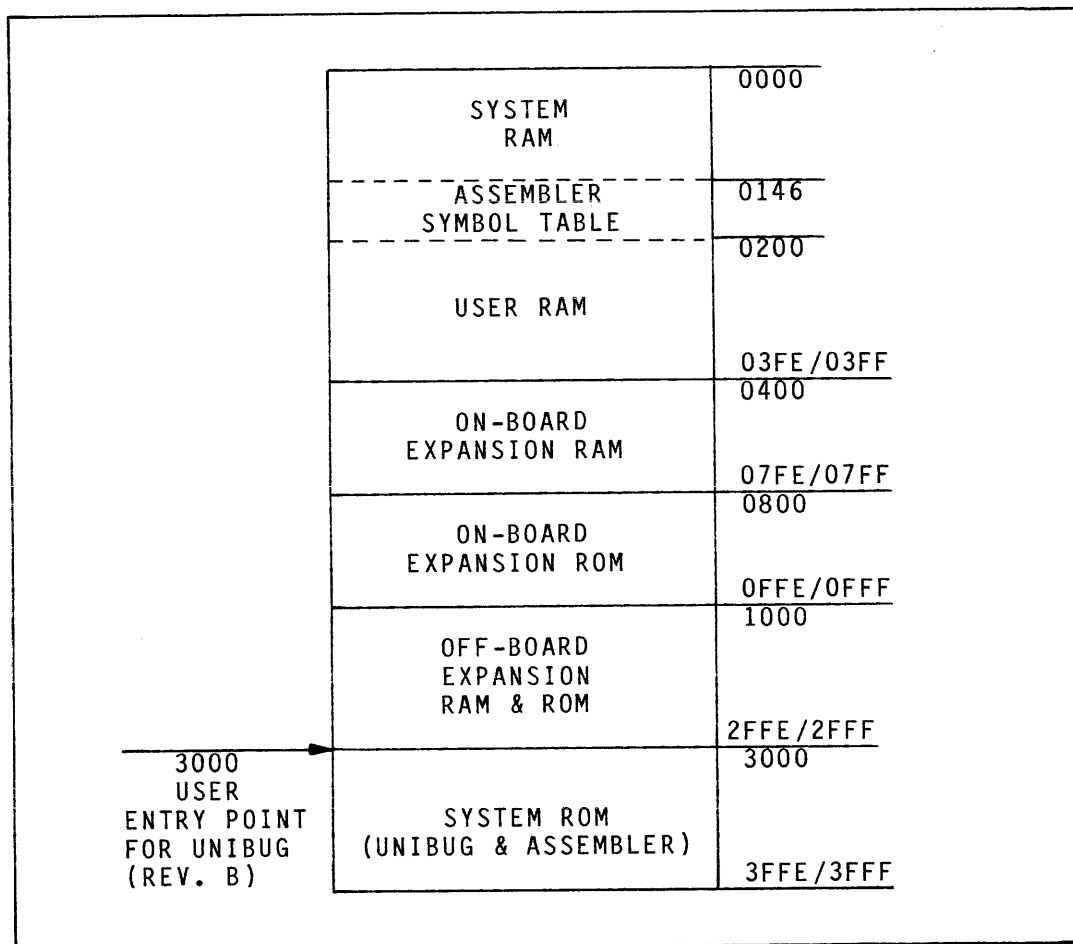 0000
SYSTEM
RAM
ASSEMBLER
SYMBOL TABLE
0146
0200
USER RAM
03FE/03FF
0400
ON-BOARD
EXPANSION RAM
07FE/07FF
0800
ON-BOARD
EXPANSION ROM
0FFE/0FFF
1000
OFF-BOARD
EXPANSION
RAM & ROM
2FFE/2FFF
3000
3000
USER
ENTRY POINT
FOR UNIBUG
(REV. B)
SYSTEM ROM
(UNIBUG & ASSEMBLER)
3FFE/3FFF